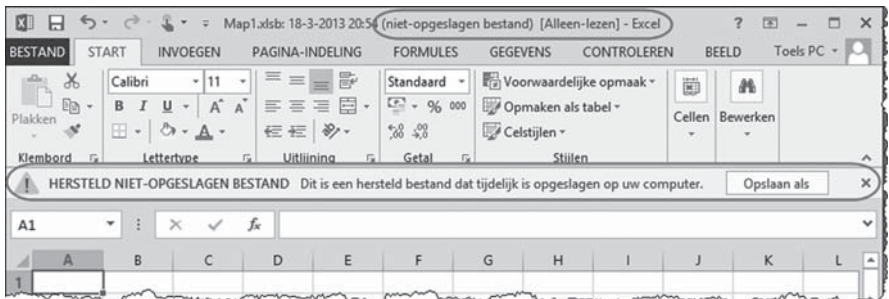 Map1.xlsb: 18-3-2013 20:54 (niet-opgeslagen bestand) [Alleen-lezen] - Excel ?
BESTAND START INVOEGEN PAGINA-INDELING FORMULES GEGEVENS CONTROLEREN BEELD Toels PC
Calibri 11 Standaard Voorwaardelijke opmaak
Plakken B I U A A % 000 Opmaken als tabel Cellen Bewerken
A Celstijlen
Klembord Lettertype Uitlijning Getal Stijlen
HERSTELD NIET-OPGESLAGEN BESTAND Dit is een hersteld bestand dat tijdelijk is opgeslagen op uw computer. Opslaan als
A1 fx
A B C D E F G H I J K L
1